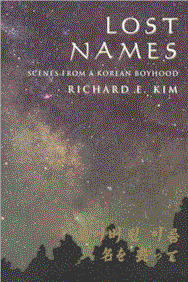 LOST
NAMES
SCENES FROM A KOREAN BOYHOOD
RICHARD E. KIM